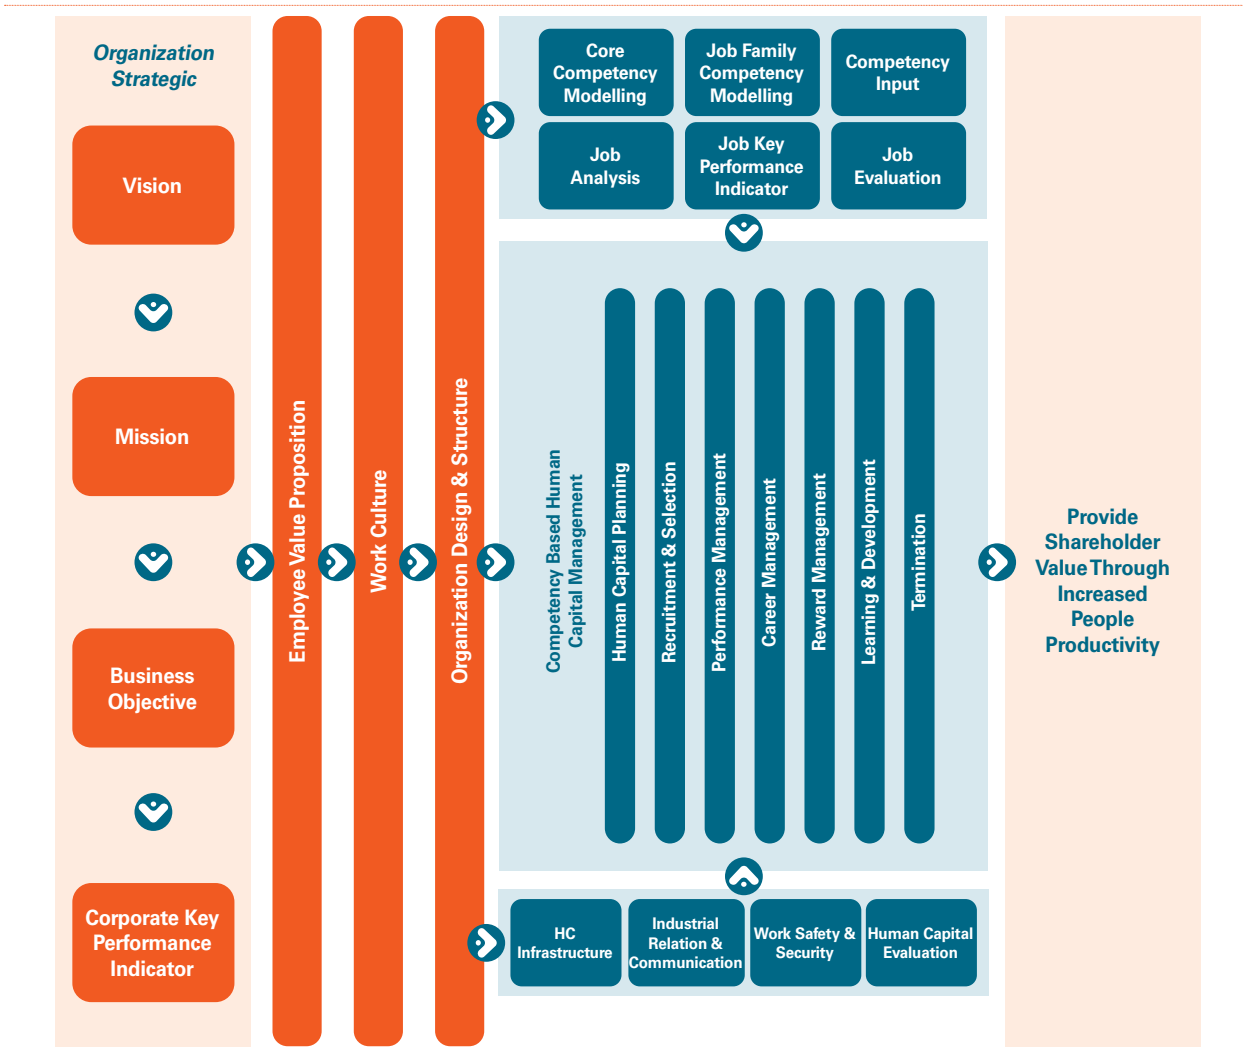 Organization
Strategic
Vision
Mission
Business
Objective
Corporate Key
Performance
Indicator
Employee Value Proposition
Work Culture
Organization Design & Structure
Core
Competency
Modelling
Job Family
Competency
Modelling
Competency
Input
Job
Analysis
Job Key
Performance
Indicator
Job
Evaluation
Competency Based Human
Capital Management
Human Capital Planning
Recruitment & Selection
Performance Management
Career Management
Reward Management
Learning & Development
Termination
HC
Infrastructure
Industrial
Relation &
Communication
Work Safety &
Security
Human Capital
Evaluation
Provide
Shareholder
Value Through
Increased
People
Productivity